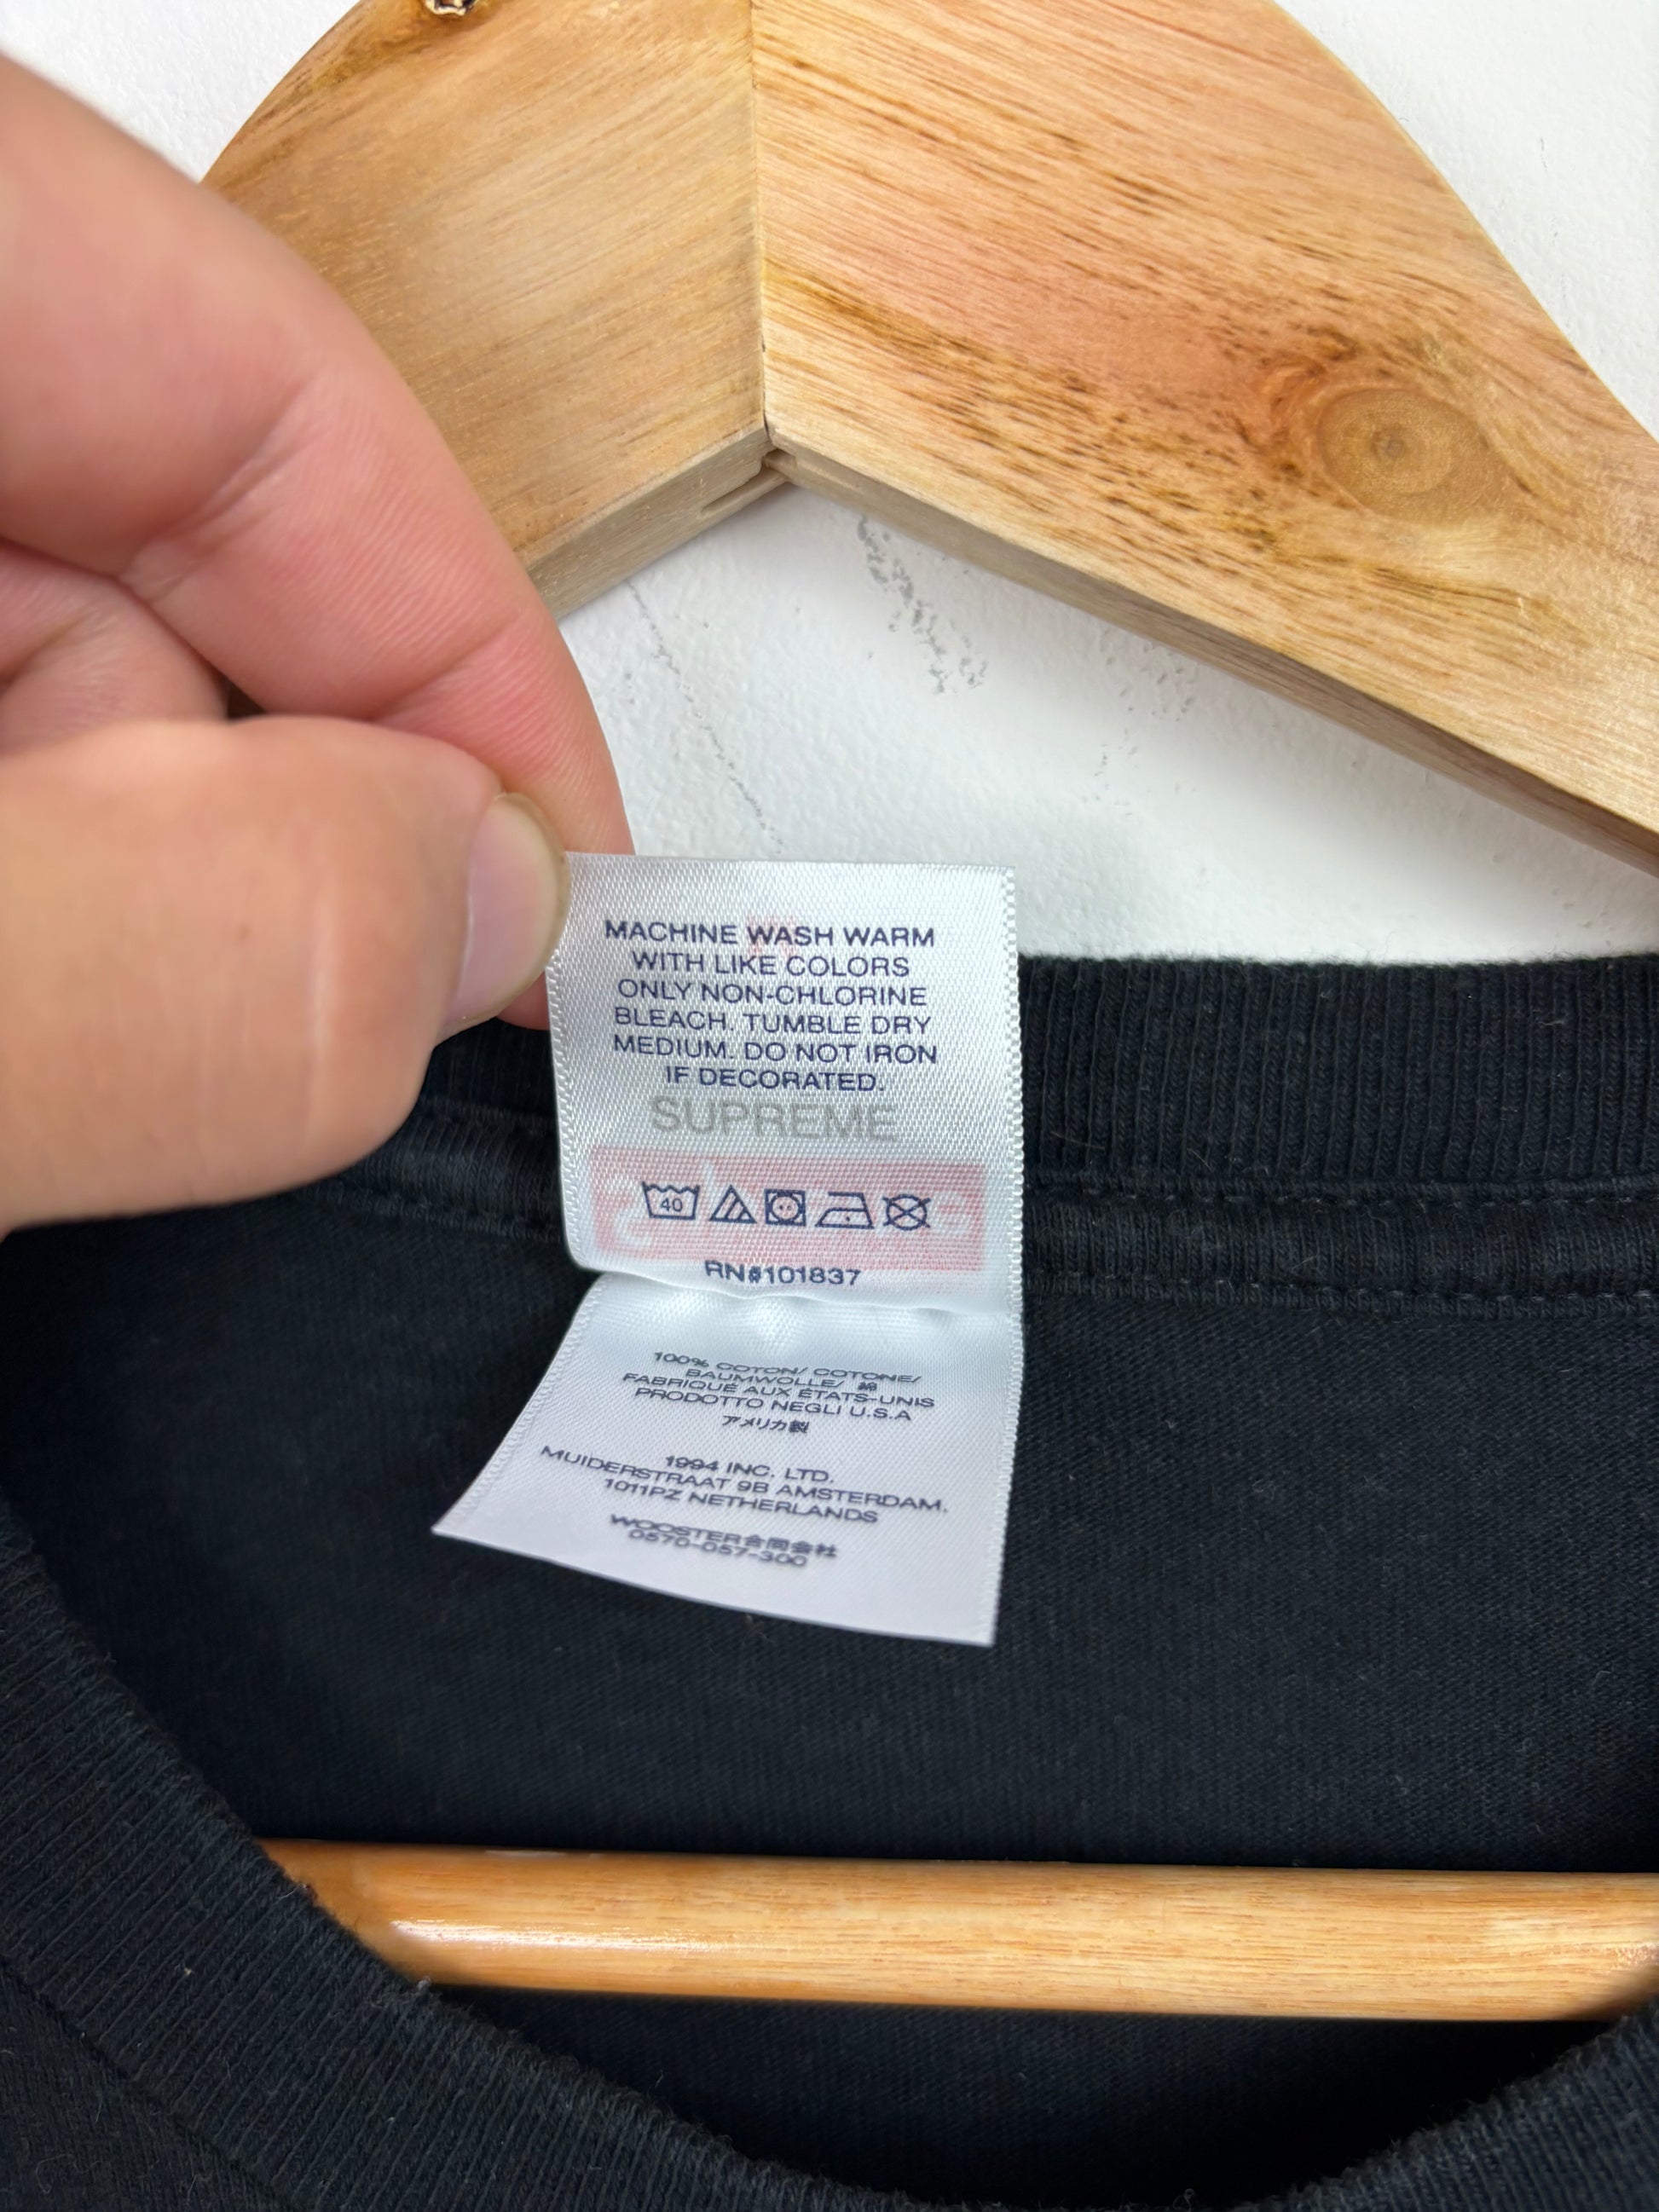 MACHINE WASH WARM
WITH LIKE COLORS
ONLY NON-CHLORINE
BLEACH. TUMBLE DRY
MEDIUM. DO NOT IRON
IF DECORATED.
SUPREME
40
RN#101837
100% COTON/ COTONE/
BAUMWOLLE/ 綿
FABRIQUÉ AUX ÉTATS-UNIS
PRODOTTO NEGLI U.S.A
アメリカ製
1994 INC. LTD.
MUIDERSTRAAT 9B AMSTERDAM,
1011PZ NETHERLANDS
WOOSTER合同会社
0570-057-300